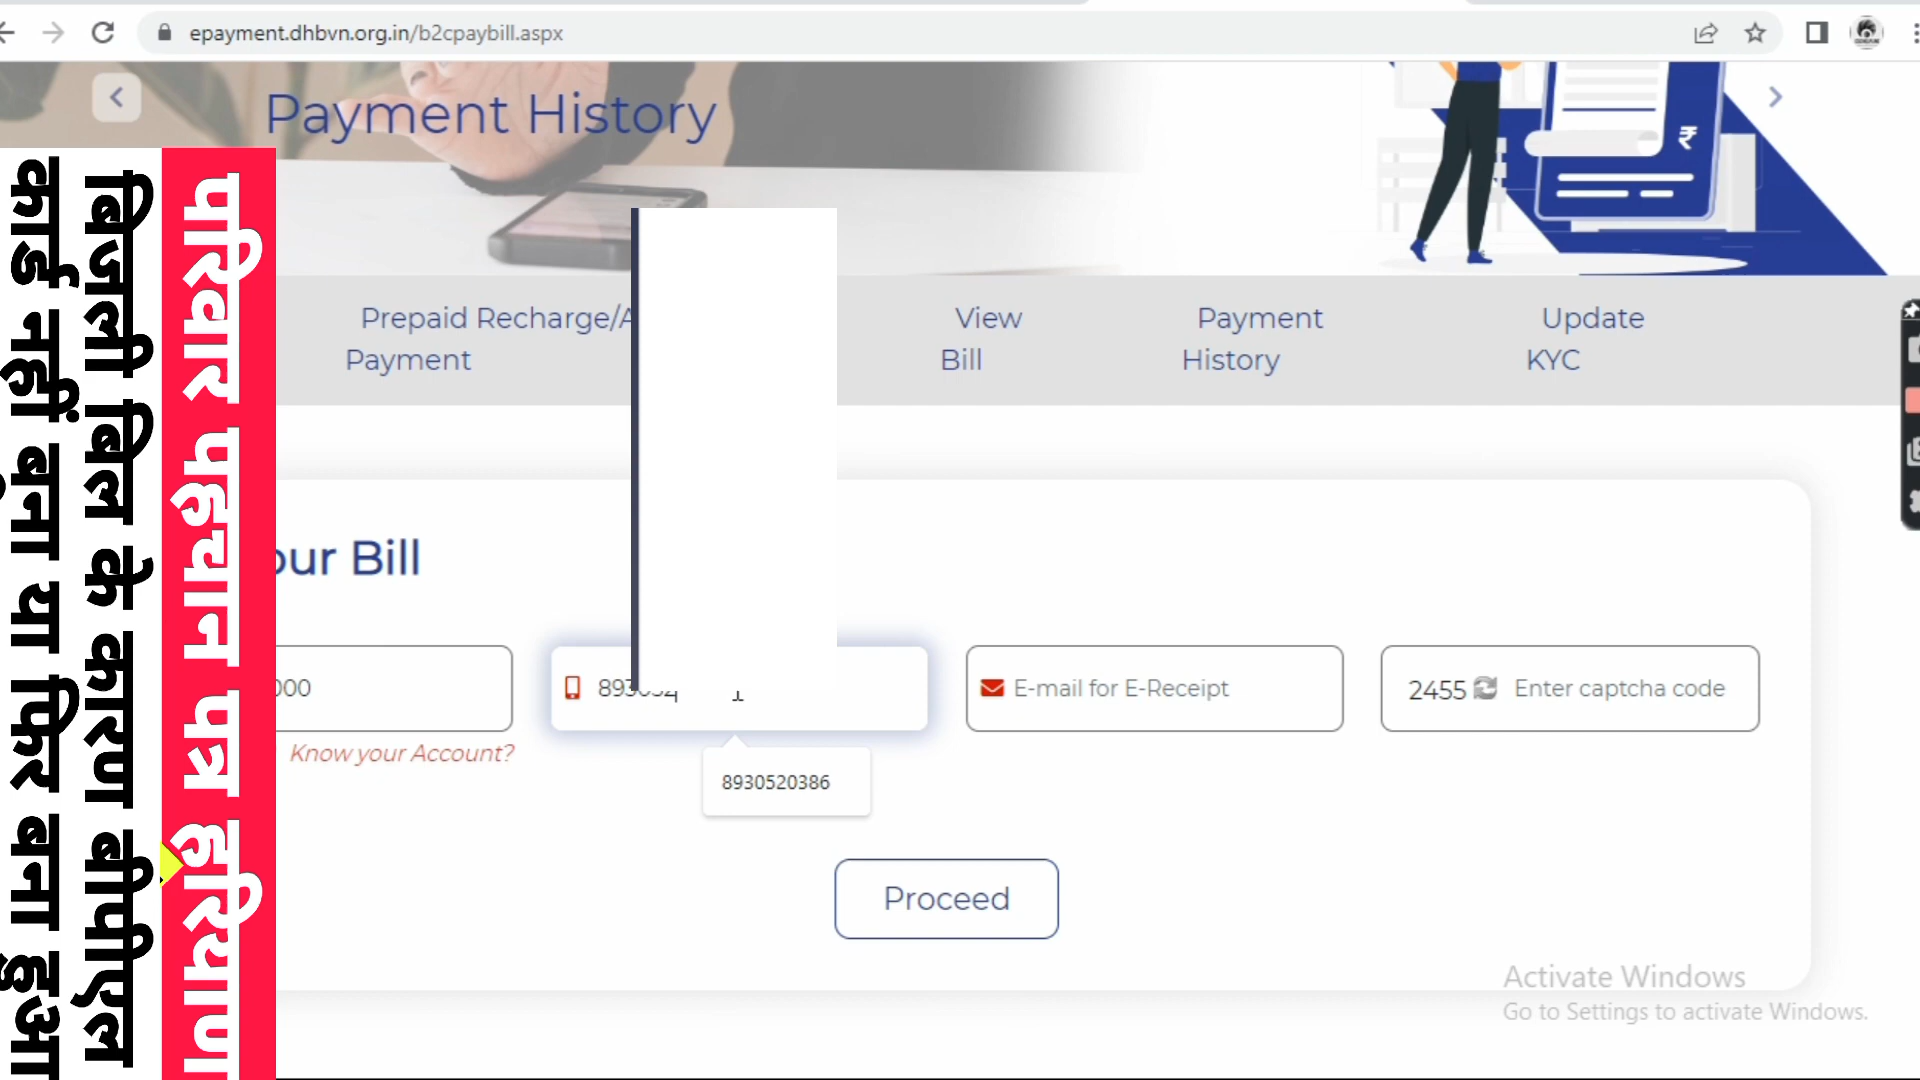 epayment.dhbvn.org.in/b2cpaybill.aspx
Payment History
Prepaid Recharge/A
Payment
View
Bill
Payment
History
Update
KYC
our Bill
000
E-mail for E-Receipt
2455
Enter captcha code
Know your Account?
8930520386
Proceed
Activate Windows
Go to Settings to activate Windows.
परिवार पहचान पत्र हरियाणा
बिजली बिल के कारण बीपीएल
कार्ड नहीं बना या फिर बना हुआ